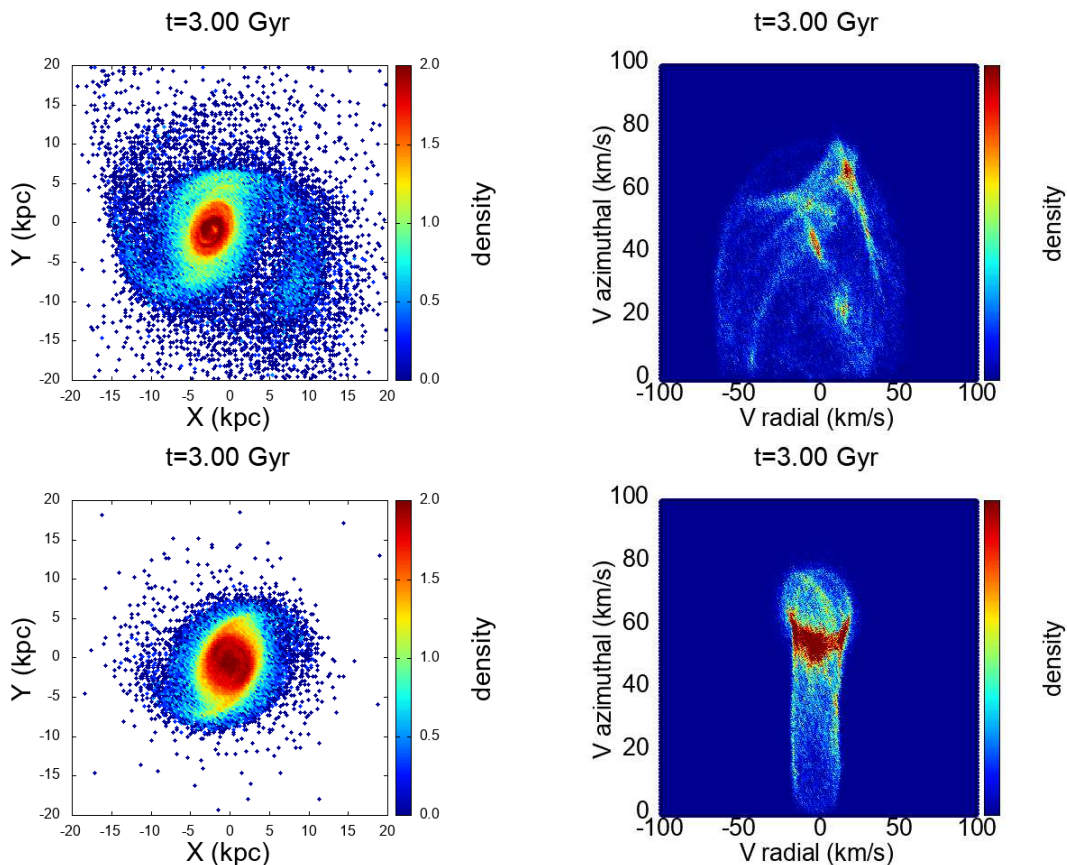 t=3.00 Gyr
20
15
10
5
0
-5
-10
-15
-20
Y (kpc)
-20 -15 -10 -5 0 5 10 15 20
X (kpc)
2.0
1.5
1.0
0.5
0.0
density
t=3.00 Gyr
100
80
60
40
20
0
V azimuthal (km/s)
-100 -50 0 50 100
V radial (km/s)
density
t=3.00 Gyr
20
15
10
5
0
-5
-10
-15
-20
Y (kpc)
-20 -15 -10 -5 0 5 10 15 20
X (kpc)
2.0
1.5
1.0
0.5
0.0
density
t=3.00 Gyr
100
80
60
40
20
0
V azimuthal (km/s)
-100 -50 0 50 100
V radial (km/s)
density